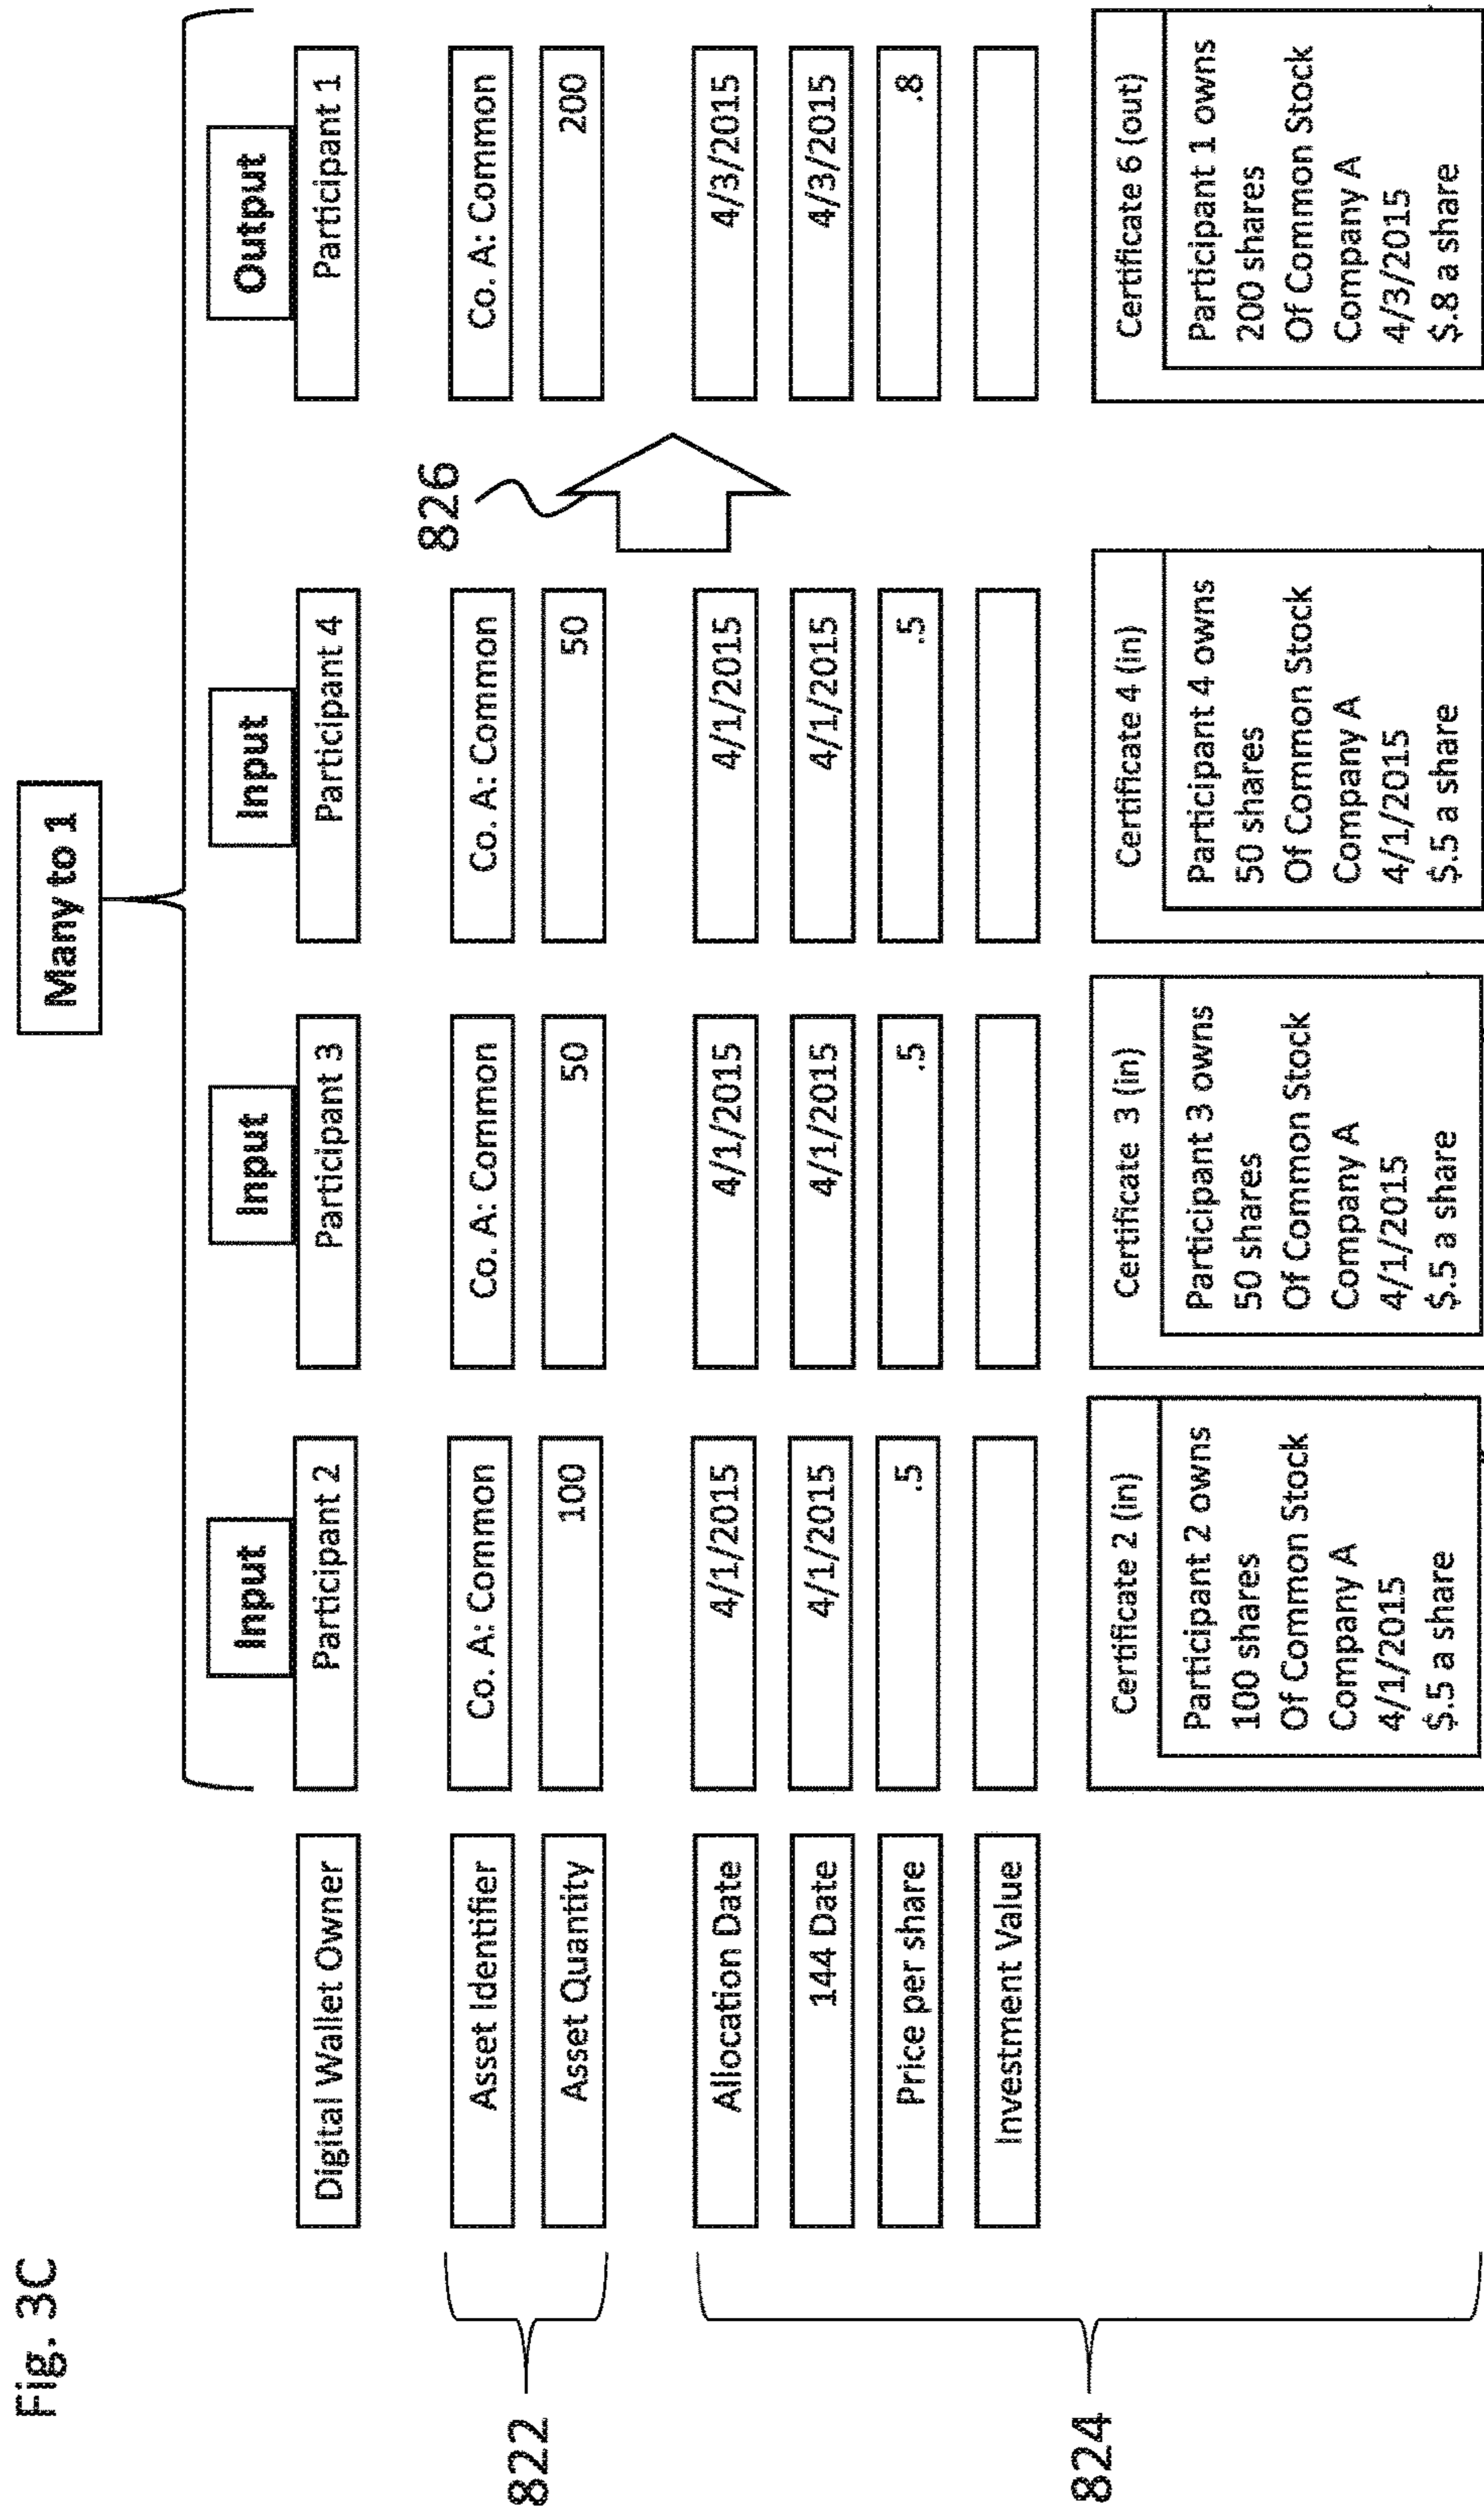 Fig. 3C
Many to 1
Input
Input
Input
Output
Digital Wallet Owner
Participant 2
Participant 3
Participant 4
Participant 1
826
822
Asset Identifier
Co. A: Common
Co. A: Common
Co. A: Common
Co. A: Common
Asset Quantity
100
50
50
200
824
Allocation Date
4/1/2015
4/1/2015
4/1/2015
4/3/2015
144 Date
4/1/2015
4/1/2015
4/1/2015
4/3/2015
Price per share
.5
.5
.5
.8
Investment Value
Certificate 2 (in)
Participant 2 owns
100 shares
Of Common Stock
Company A
4/1/2015
$.5 a share
Certificate 3 (in)
Participant 3 owns
50 shares
Of Common Stock
Company A
4/1/2015
$.5 a share
Certificate 4 (in)
Participant 4 owns
50 shares
Of Common Stock
Company A
4/1/2015
$.5 a share
Certificate 6 (out)
Participant 1 owns
200 shares
Of Common Stock
Company A
4/3/2015
$.8 a share